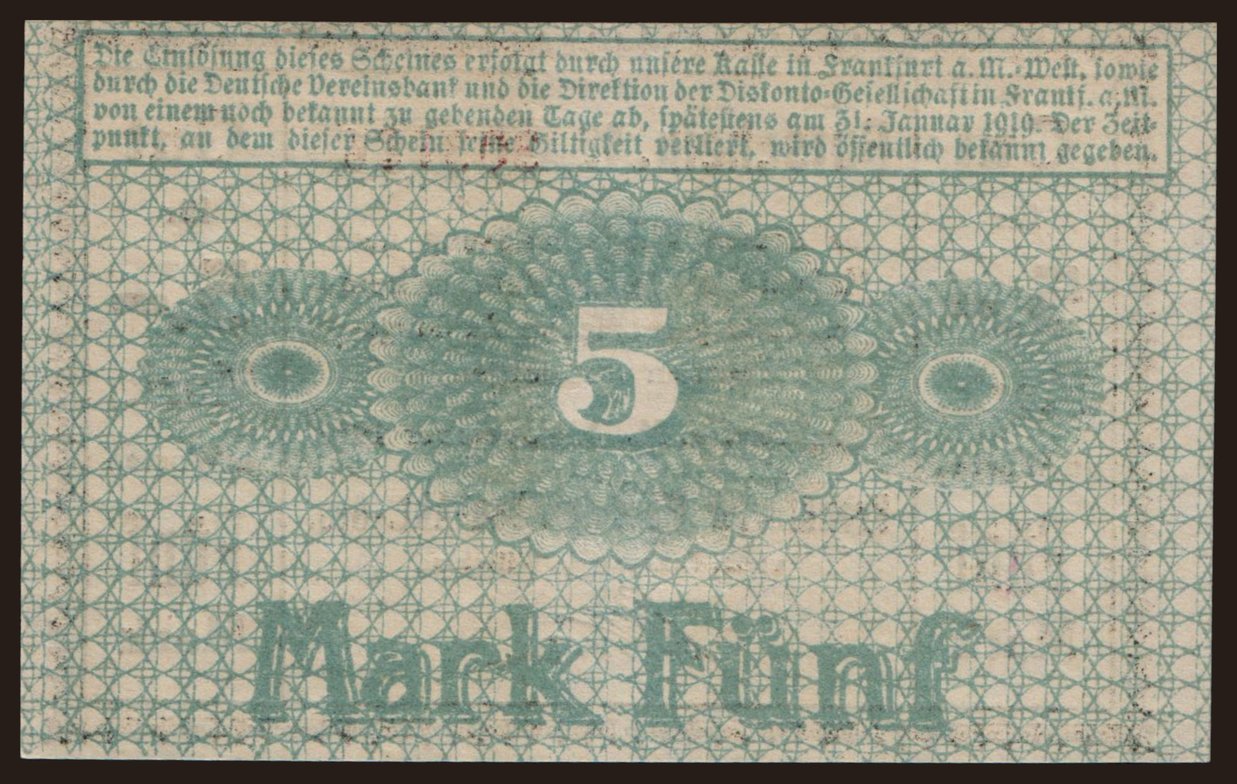 Die Einlösung dieses Scheines erfolgt durch unsere Kasse in Frankfurt a. M.-West, sowie
durch die Deutsche Vereinsbank und die Direktion der Diskonto-Gesellschaft in Frankf. a. M.
von einem noch bekannt zu gebenden Tage ab, spätestens am 31. Januar 1919. Der Zeit-
punkt, an dem dieser Schein seine Giltigkeit verliert, wird öffentlich bekannt gegeben.
5
Mark Fünf